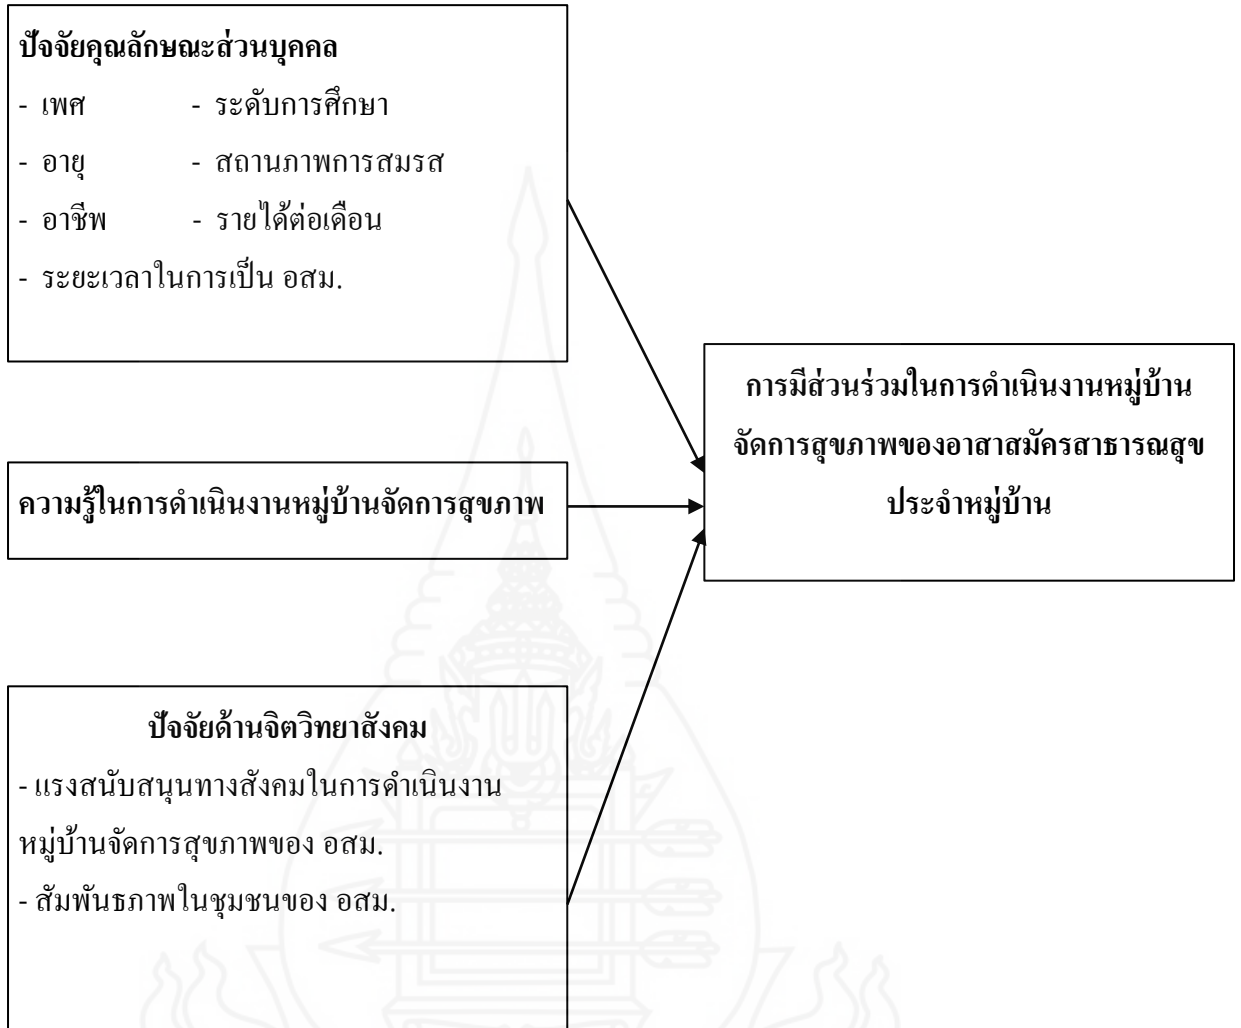 ปัจจัยคุณลักษณะส่วนบุคคล
- เพศ - ระดับการศึกษา
- อายุ - สถานภาพการสมรส
- อาชีพ - รายได้ต่อเดือน
- ระยะเวลาในการเป็น อสม.
ความรู้ในการดำเนินงานหมู่บ้านจัดการสุขภาพ
ปัจจัยด้านจิตวิทยาสังคม
- แรงสนับสนุนทางสังคมในการดำเนินงาน
หมู่บ้านจัดการสุขภาพของ อสม.
- สัมพันธภาพในชุมชนของ อสม.
การมีส่วนร่วมในการดำเนินงานหมู่บ้าน
จัดการสุขภาพของอาสาสมัครสาธารณสุข
ประจำหมู่บ้าน